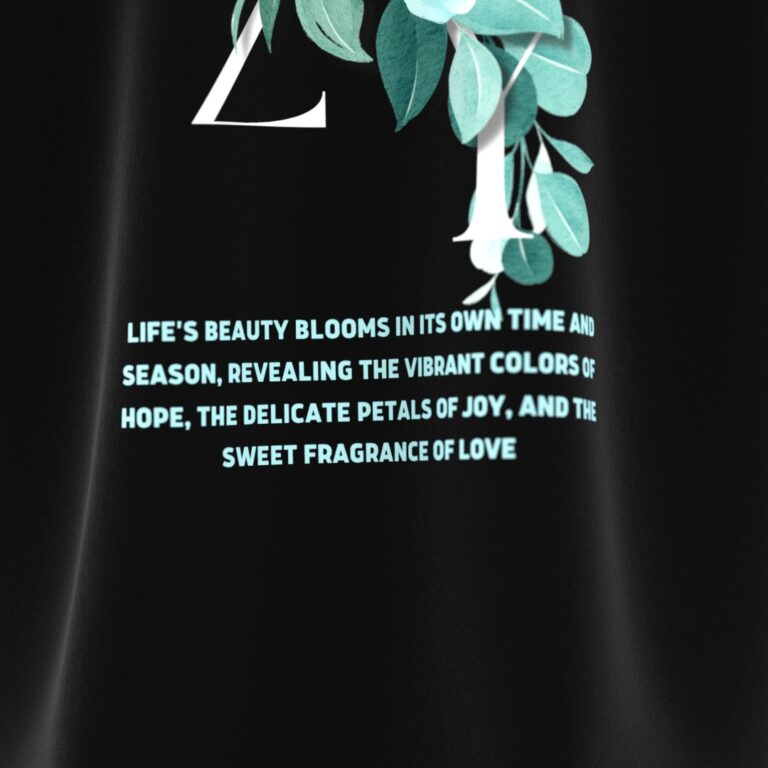 LIFE'S BEAUTY BLOOMS IN ITS OWN TIME AND
SEASON, REVEALING THE VIBRANT COLORS OF
HOPE, THE DELICATE PETALS OF JOY, AND THE
SWEET FRAGRANCE OF LOVE